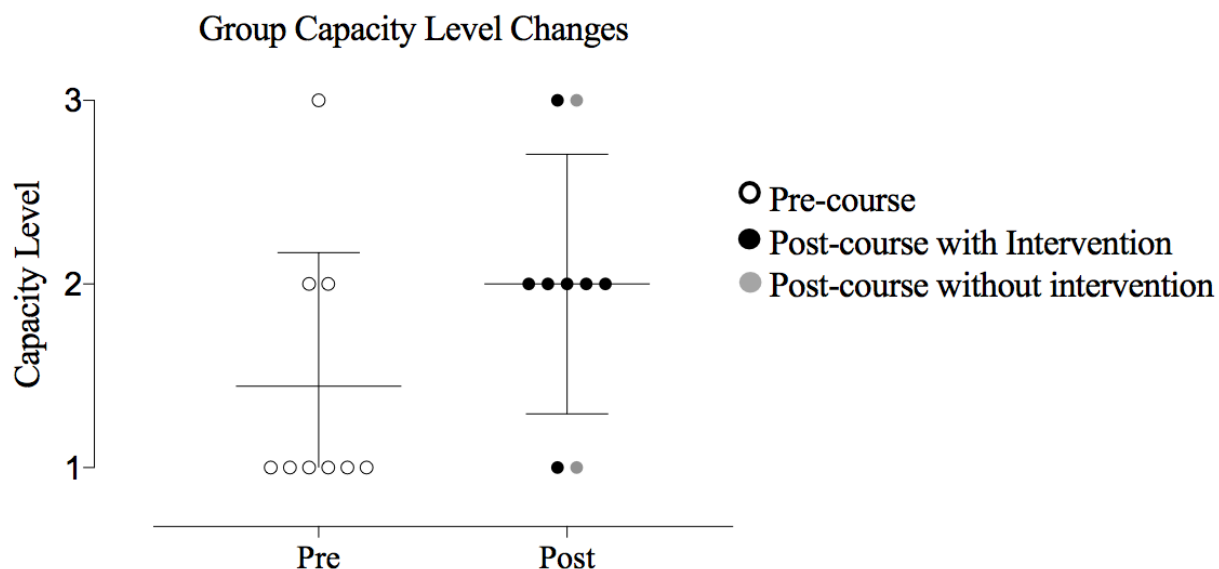 Group Capacity Level Changes
3
2
1
Capacity Level
Pre
Post
Pre-course
Post-course with Intervention
Post-course without intervention